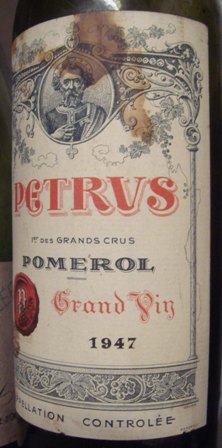 PETRVS
1er DES GRANDS CRUS
POMEROL
Grand Vin
1947
APPELLATION CONTROLÉE